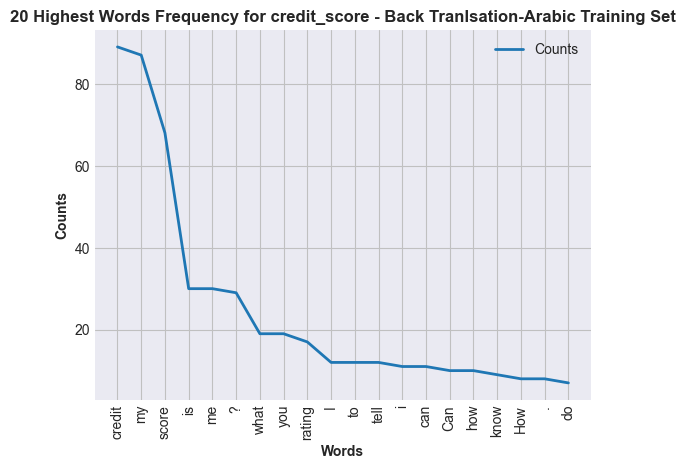 20 Highest Words Frequency for credit_score - Back Tranlsation-Arabic Training Set
Counts
Counts
80
60
40
20
credit
my
score
is
me
?
what
you
rating
I
to
tell
i
can
Can
how
know
How
.
do
Words